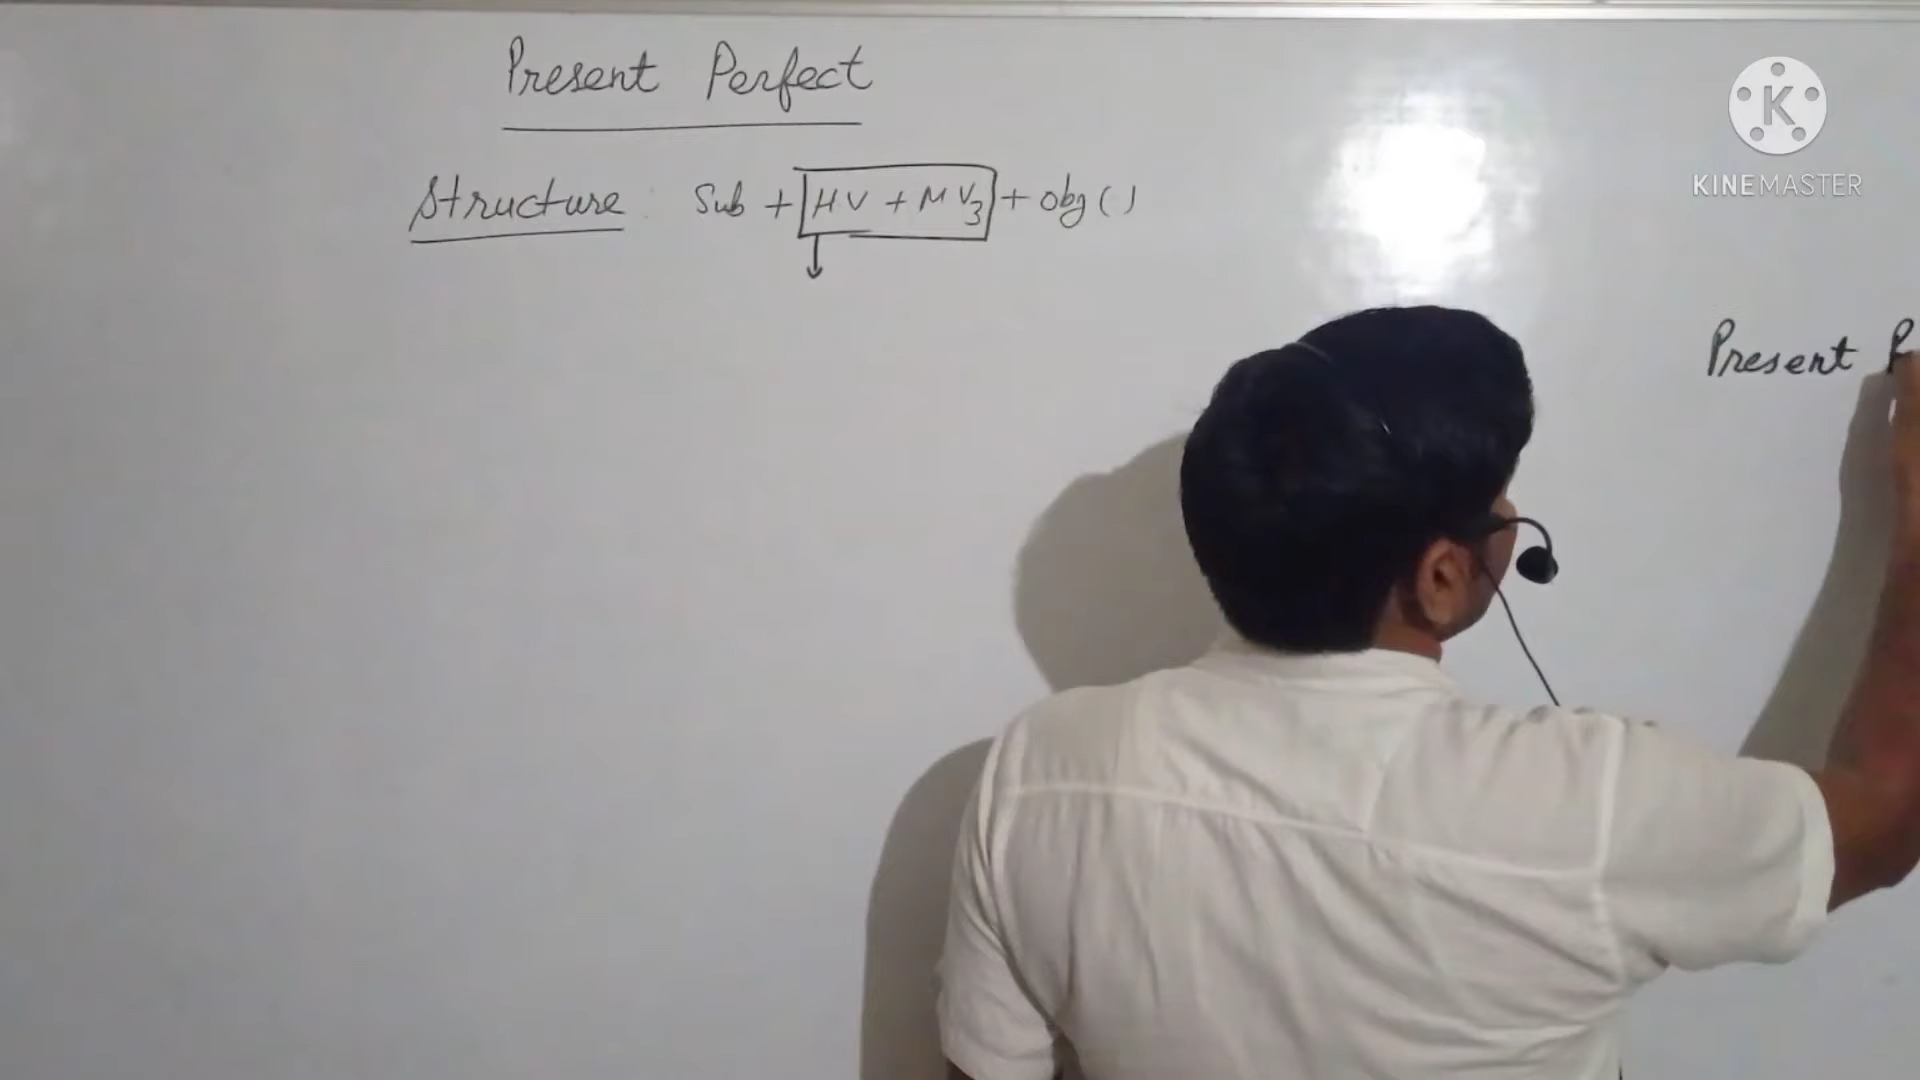 Present Perfect
Structure : Sub + HV + MV3 + obj ( )
Present P
K
KINEMASTER